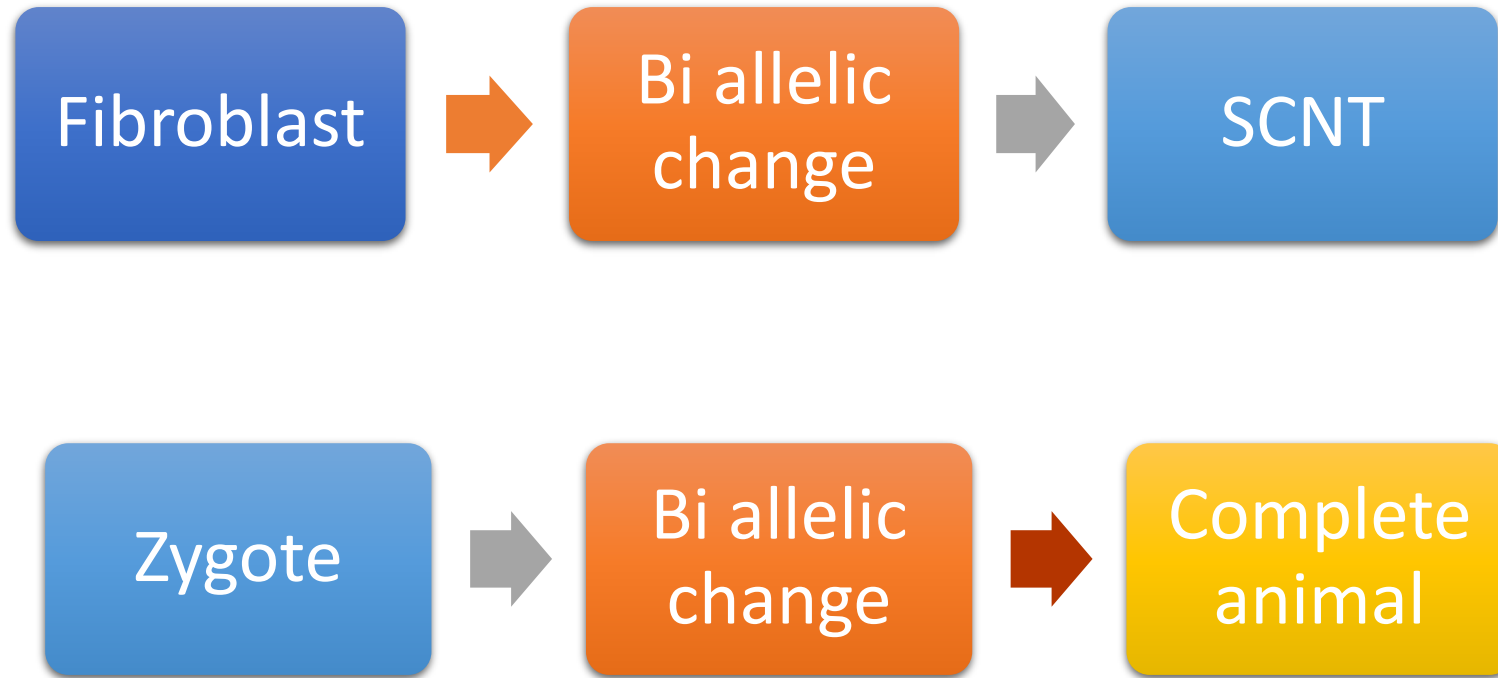 Fibroblast
Bi allelic
change
SCNT
Zygote
Bi allelic
change
Complete
animal